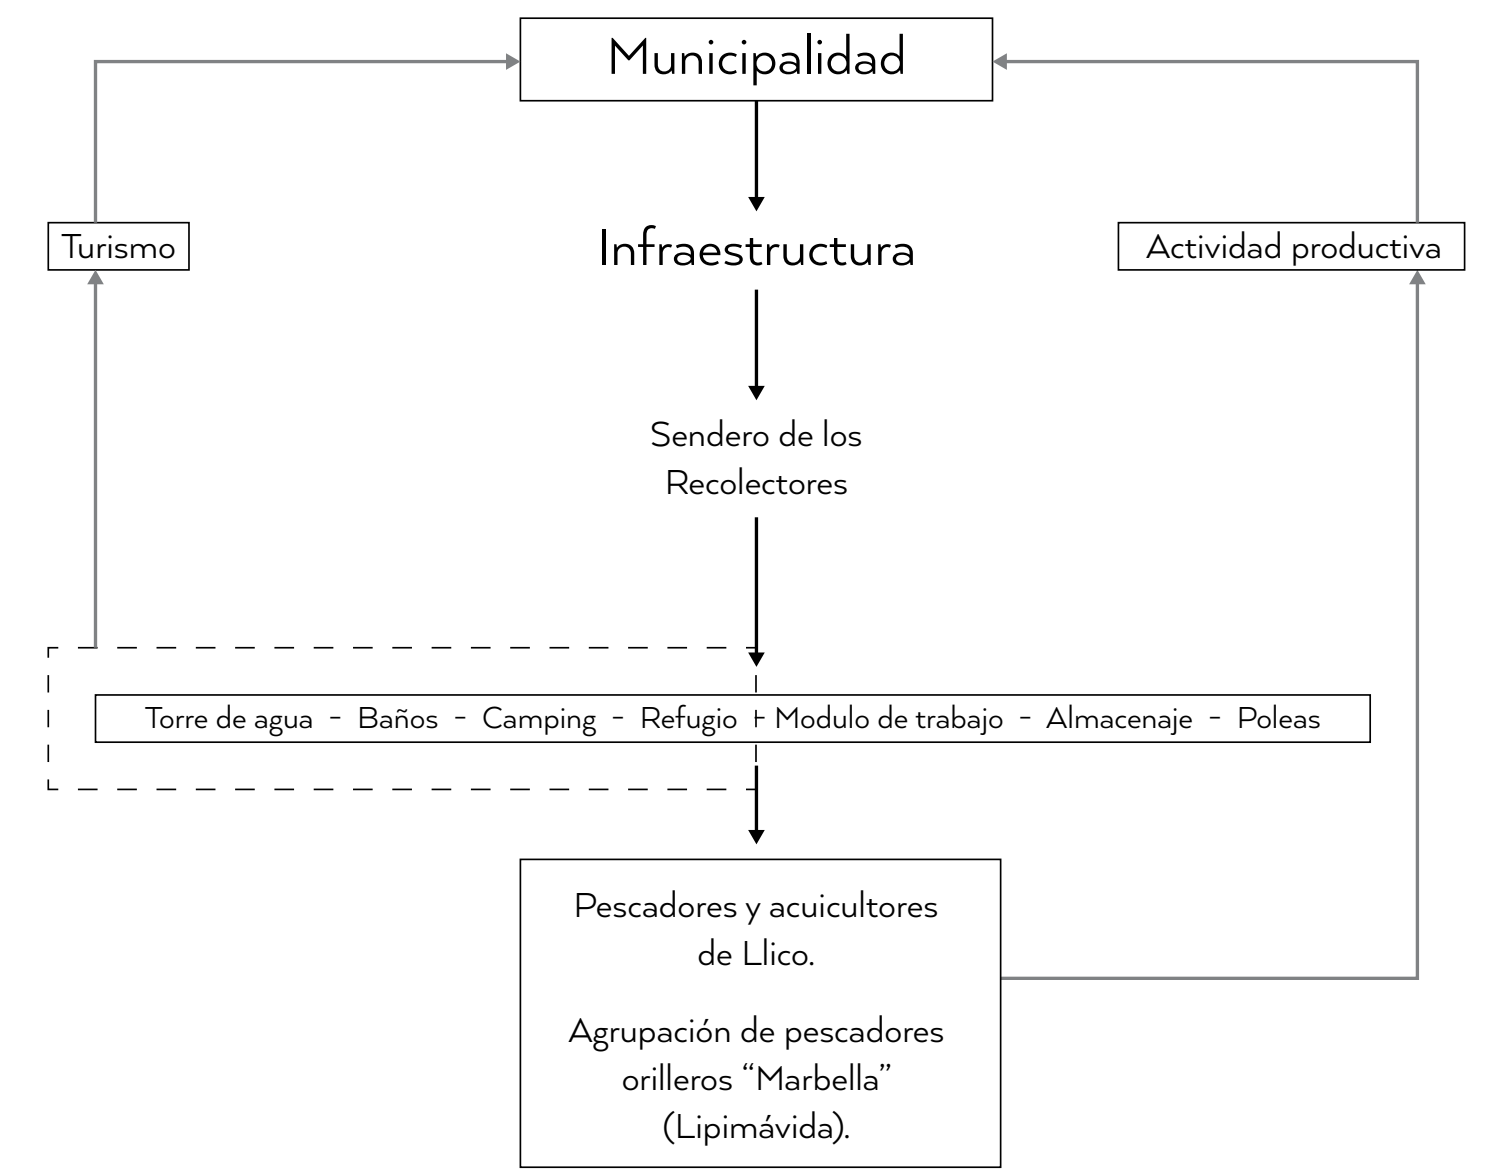 Municipalidad
Turismo
Infraestructura
Actividad productiva
Sendero de los
Recolectores
Torre de agua - Baños - Camping - Refugio - Modulo de trabajo - Almacenaje - Poleas
Pescadores y acuicultores
de Llico.
Agrupación de pescadores
orilleros “Marbella”
(Lipimávida).